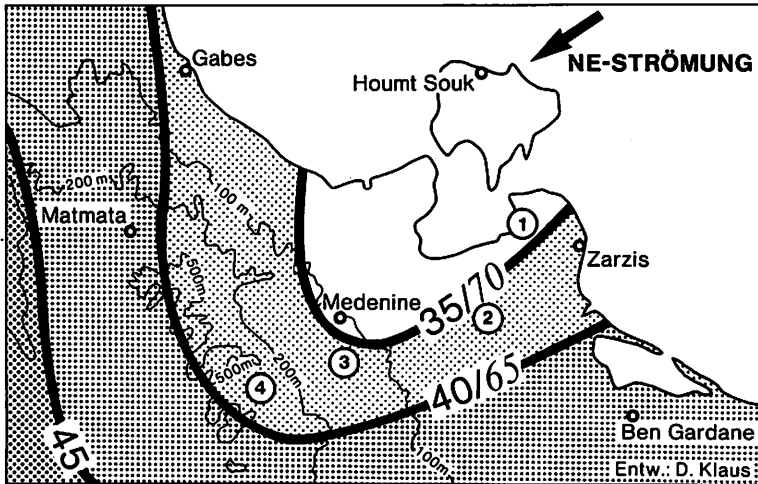 Gabes
Houmt Souk
NE-STRÖMUNG
200 m
100 m
Matmata
1
Zarzis
500m
Medenine
35/70
2
200m
3
500m
4
40/65
45
100m
Ben Gardane
Entw.: D. Klaus